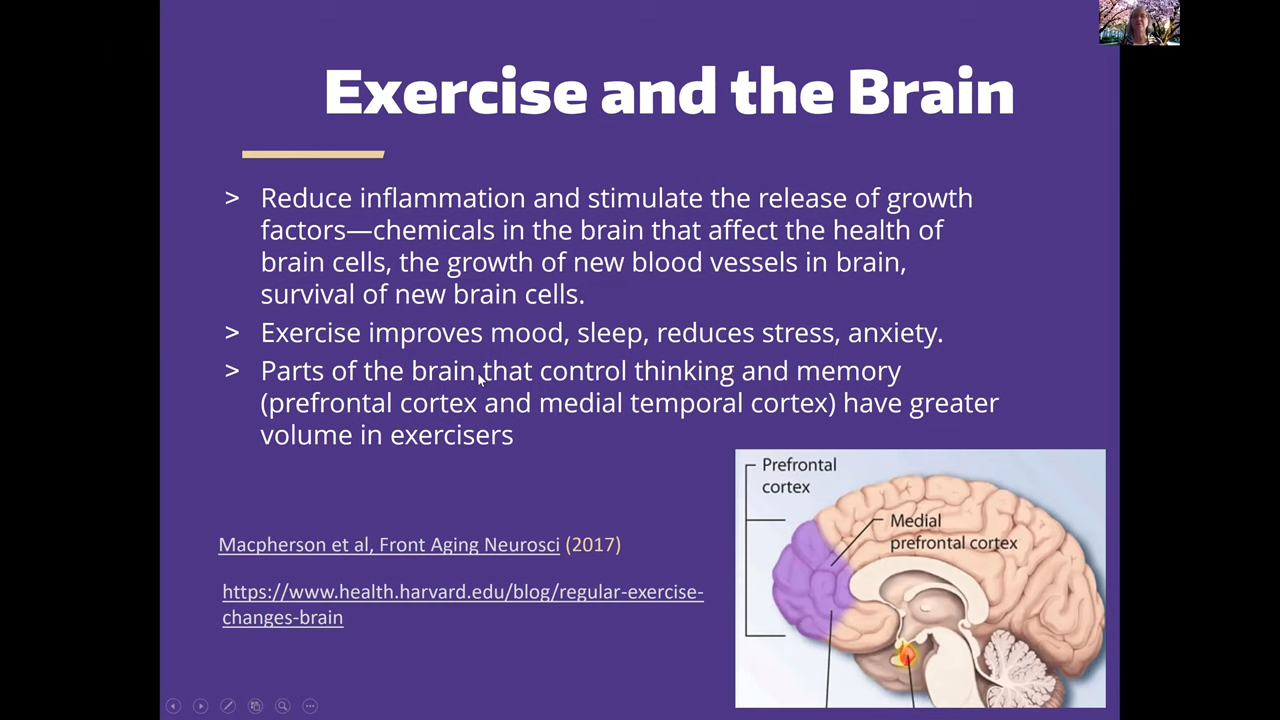 Exercise and the Brain
> Reduce inflammation and stimulate the release of growth
factors—chemicals in the brain that affect the health of
brain cells, the growth of new blood vessels in brain,
survival of new brain cells.
> Exercise improves mood, sleep, reduces stress, anxiety.
> Parts of the brain that control thinking and memory
(prefrontal cortex and medial temporal cortex) have greater
volume in exercisers
Prefrontal
cortex
Medial
prefrontal cortex
Macpherson et al, Front Aging Neurosci (2017)
https://www.health.harvard.edu/blog/regular-exercise-
changes-brain